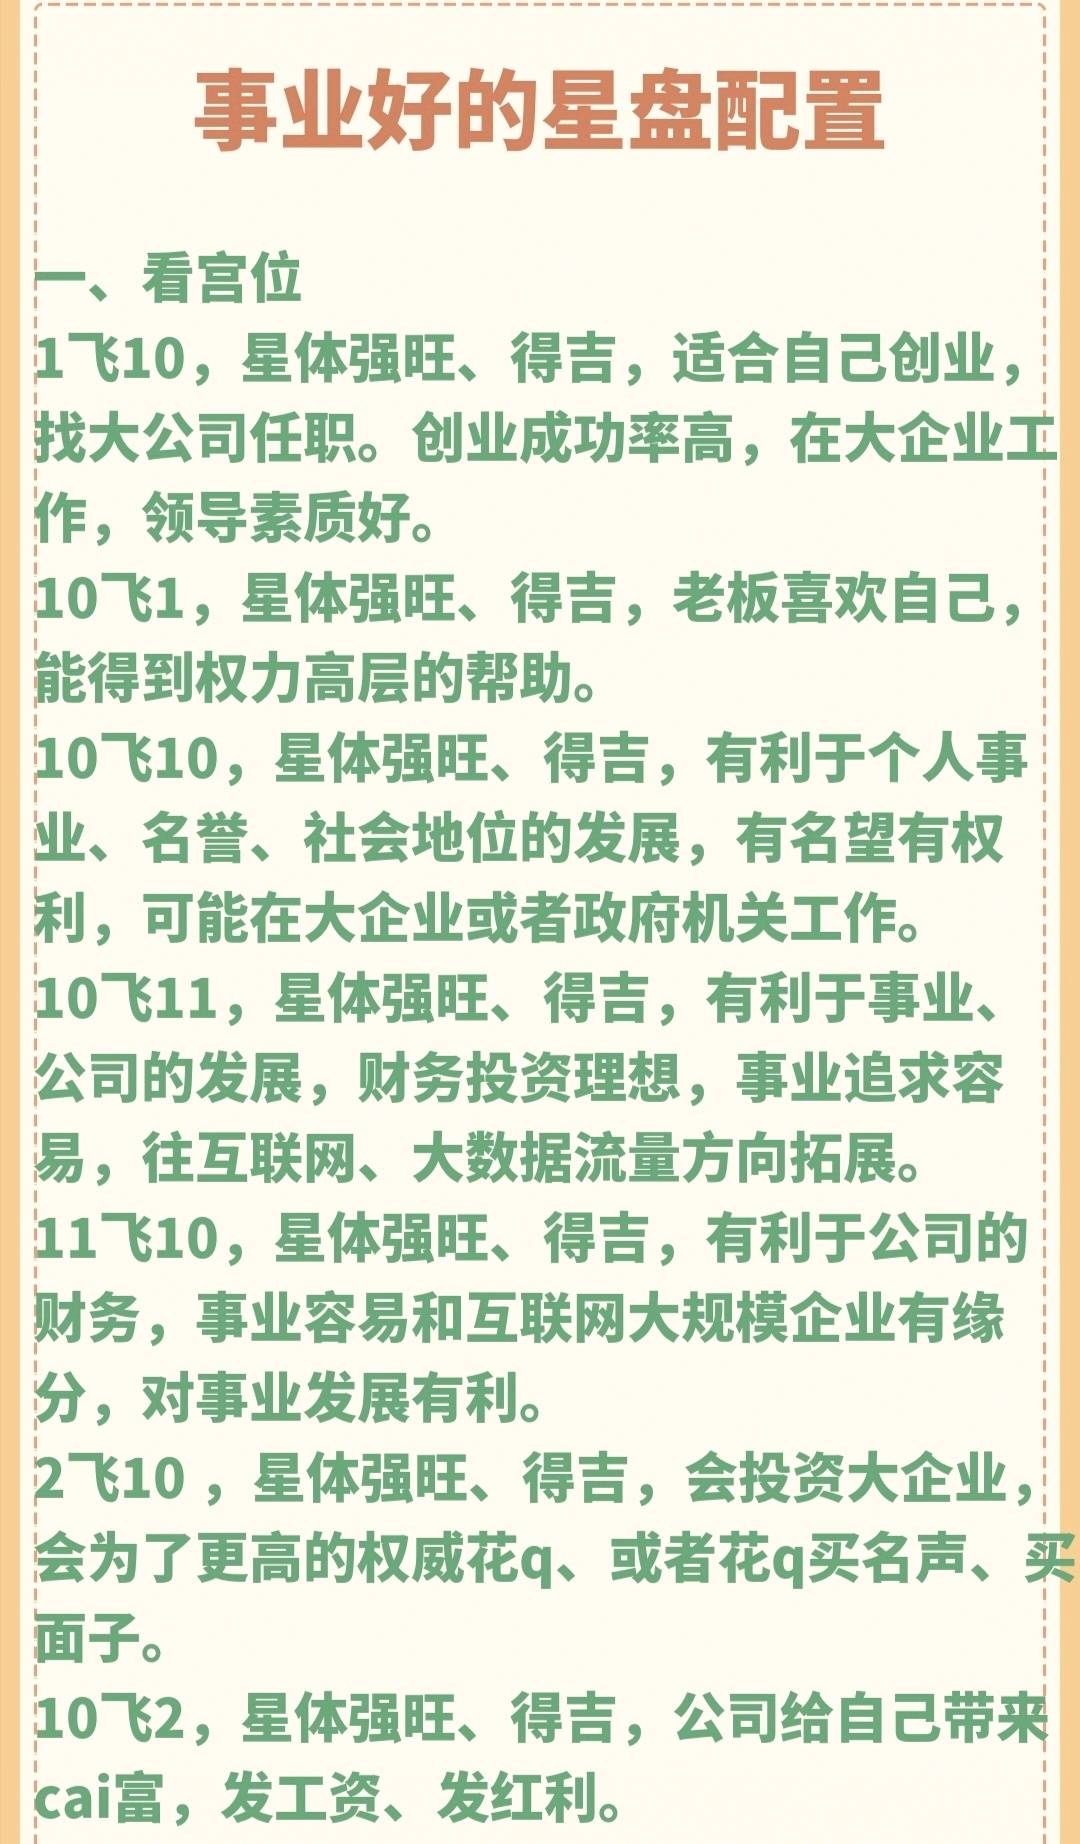 事业好的星盘配置
一、看宫位
1飞10，星体强旺、得吉，适合自己创业，
找大公司任职。创业成功率高，在大企业工
作，领导素质好。
10飞1，星体强旺、得吉，老板喜欢自己，
能得到权力高层的帮助。
10飞10，星体强旺、得吉，有利于个人事
业、名誉、社会地位的发展，有名望有权
利，可能在大企业或者政府机关工作。
10飞11，星体强旺、得吉，有利于事业、
公司的发展，财务投资理想，事业追求容
易，往互联网、大数据流量方向拓展。
11飞10，星体强旺、得吉，有利于公司的
财务，事业容易和互联网大规模企业有缘
分，对事业发展有利。
2飞10 ，星体强旺、得吉，会投资大企业，
会为了更高的权威花q、或者花q买名声、买
面子。
10飞2，星体强旺、得吉，公司给自己带来
cai富，发工资、发红利。